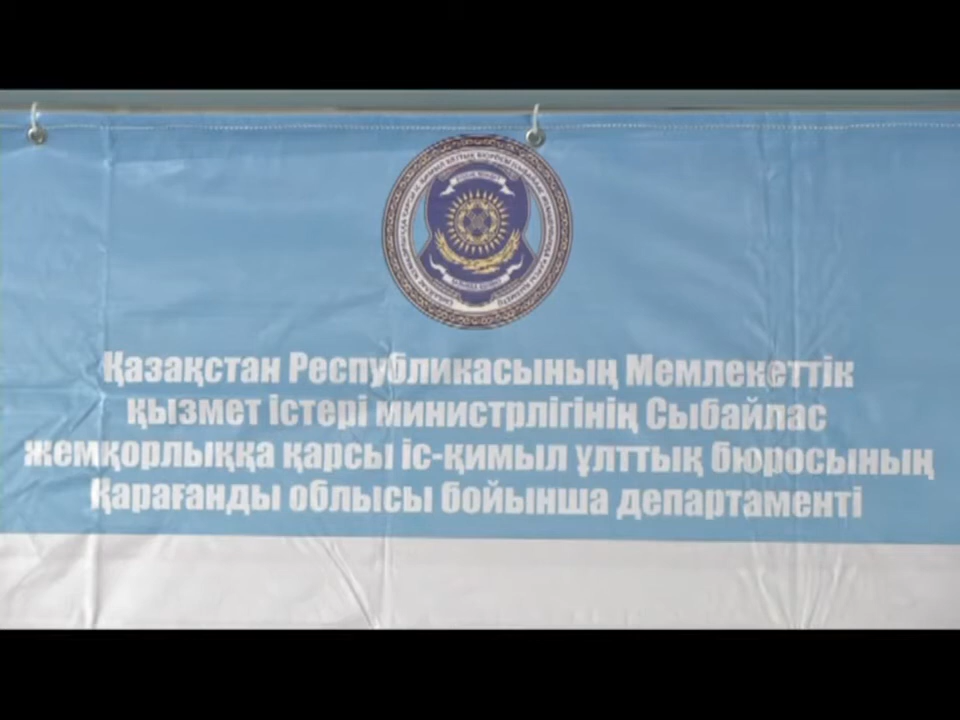 Қазақстан Республикасының Мемлекеттік
қызмет істері министрлігінің Сыбайлас
жемқорлыққа қарсы іс-қимыл ұлттық бюросының
Қарағанды облысы бойынша департаменті